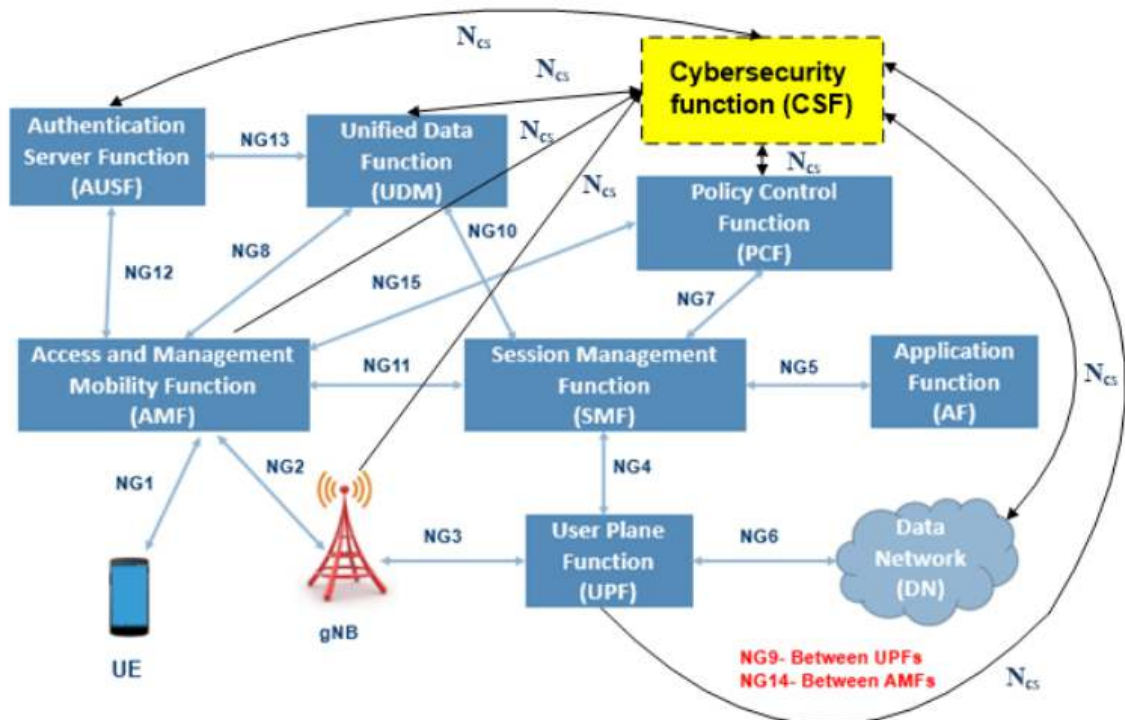 Ncs
Cybersecurity
function (CSF)
Ncs
Authentication
Server Function
(AUSF)
NG13
Unified Data
Function
(UDM)
Ncs
Ncs
Ncs
Policy Control
Function
(PCF)
NG12
NG8
NG10
NG15
NG7
Access and Management
Mobility Function
(AMF)
NG11
Session Management
Function
(SMF)
NG5
Application
Function
(AF)
Ncs
NG1
NG2
NG4
NG3
User Plane
Function
(UPF)
NG6
Data
Network
(DN)
gNB
UE
NG9- Between UPFs
NG14- Between AMFs
Ncs